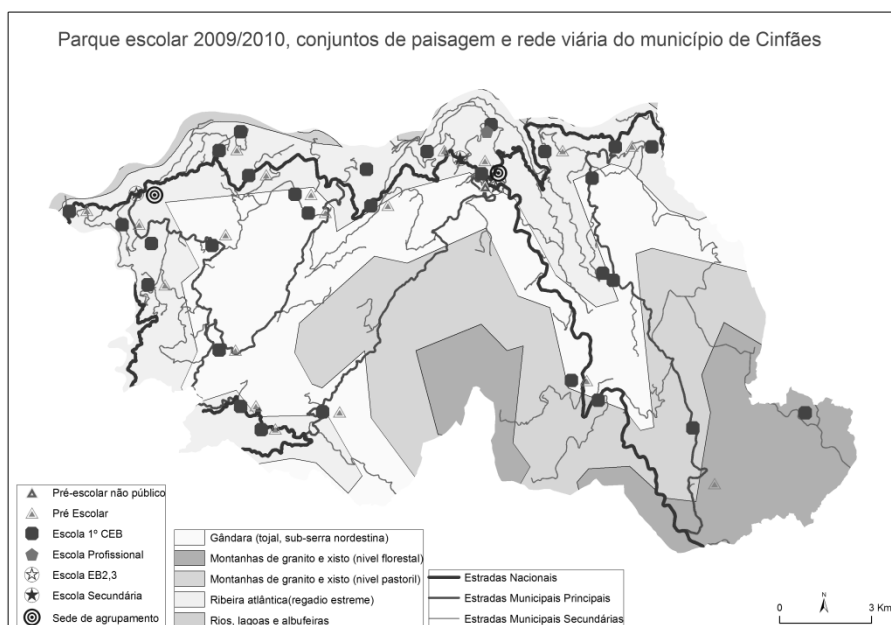 Parque escolar 2009/2010, conjuntos de paisagem e rede viária do município de Cinfães
Pré-escolar não público
Pré Escolar
Escola 1º CEB
Escola Profissional
Escola EB2,3
Escola Secundária
Sede de agrupamento
Gândara (tojal, sub-serra nordestina)
Montanhas de granito e xisto (nivel florestal)
Montanhas de granito e xisto (nivel pastoril)
Ribeira atlântica(regadio estreme)
Rios, lagoas e albufeiras
Estradas Nacionais
Estradas Municipais Principais
Estradas Municipais Secundárias
N
0 3 Km